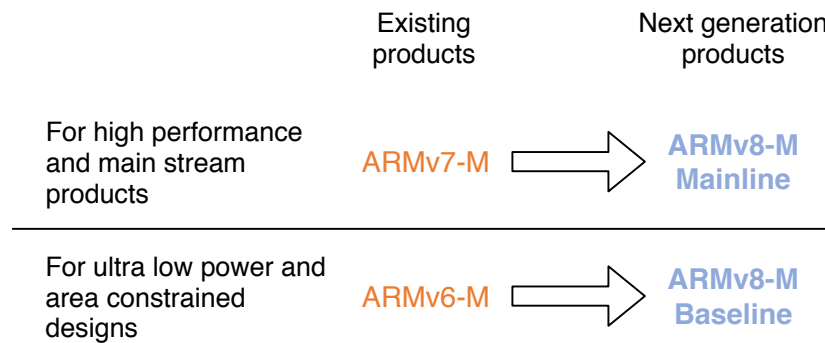 Existing
products
Next generation
products
For high performance
and main stream
products
ARMv7-M
ARMv8-M
Mainline
For ultra low power and
area constrained
designs
ARMv6-M
ARMv8-M
Baseline